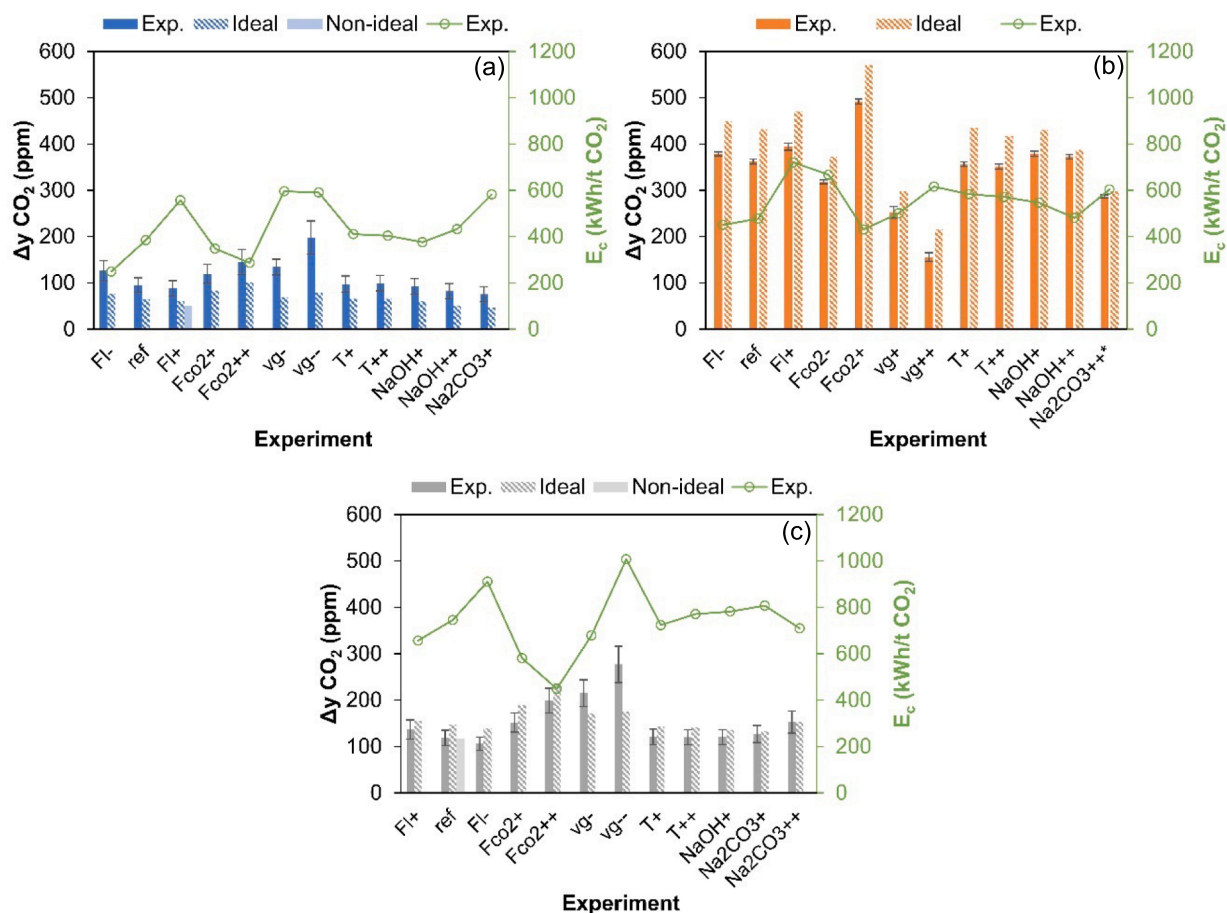 Exp. Ideal Non-ideal Exp.
(a)
Δy CO₂ (ppm)
600
500
400
300
200
100
0
1200
1000
800
600
400
200
0
E_c (kWh/t CO₂)
Fl- ref Fl+ Fco2+ Fco2++ vg- vg-- T+ T++ NaOH+ NaOH++ Na2CO3+
Experiment
Exp. Ideal Exp.
(b)
Δy CO₂ (ppm)
600
500
400
300
200
100
0
1200
1000
800
600
400
200
0
E_c (kWh/t CO₂)
Fl- ref Fl+ Fco2- Fco2+ vg+ vg++ T+ T++ NaOH+ NaOH++ Na2CO3++*
Experiment
Exp. Ideal Non-ideal Exp.
(c)
Δy CO₂ (ppm)
600
500
400
300
200
100
0
1200
1000
800
600
400
200
0
E_c (kWh/t CO₂)
Fl+ ref Fl- Fco2+ Fco2++ vg- vg-- T+ T++ NaOH+ Na2CO3+ Na2CO3++
Experiment